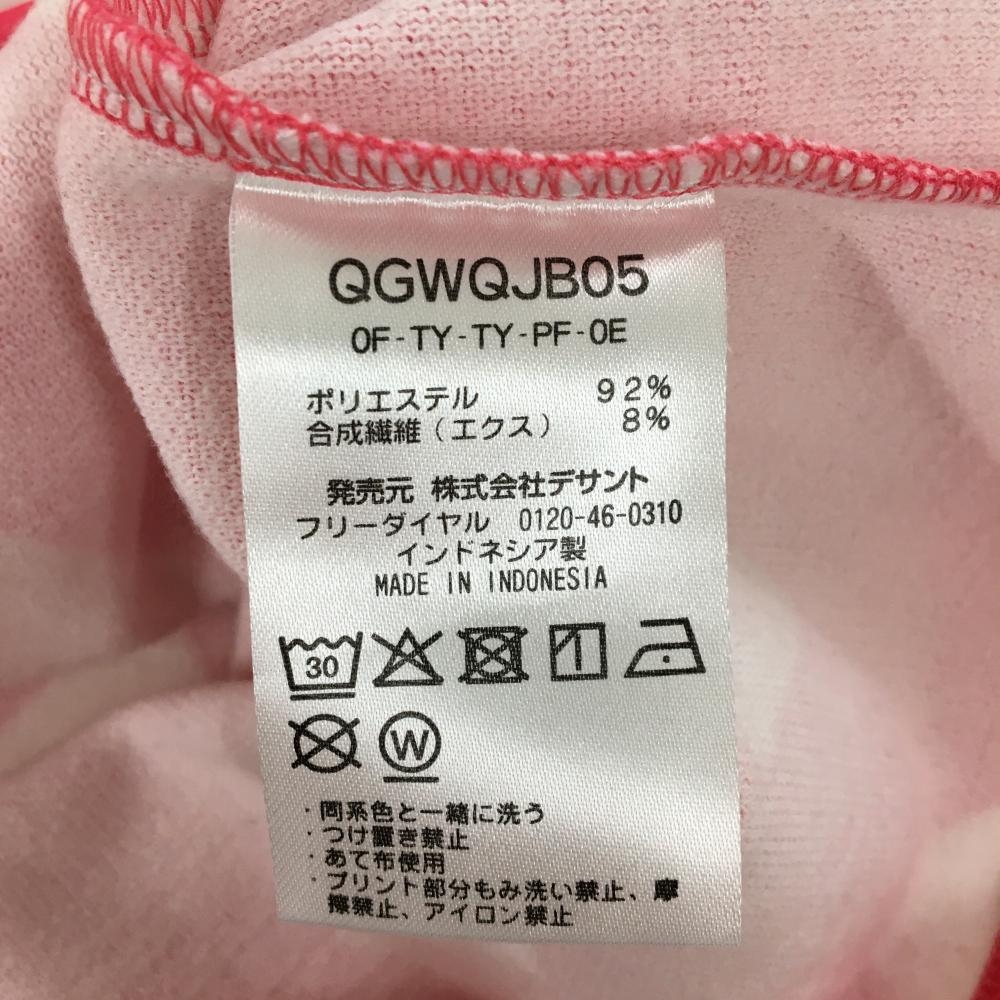 QGWQJB05
0F-TY-TY-PF-0E
ポリエステル 92%
合成繊維(エクス) 8%
発売元 株式会社デサント
フリーダイヤル 0120-46-0310
インドネシア製
MADE IN INDONESIA
30
W
・同系色と一緒に洗う
・つけ置き禁止
・あて布使用
・プリント部分もみ洗い禁止、摩
擦禁止、アイロン禁止